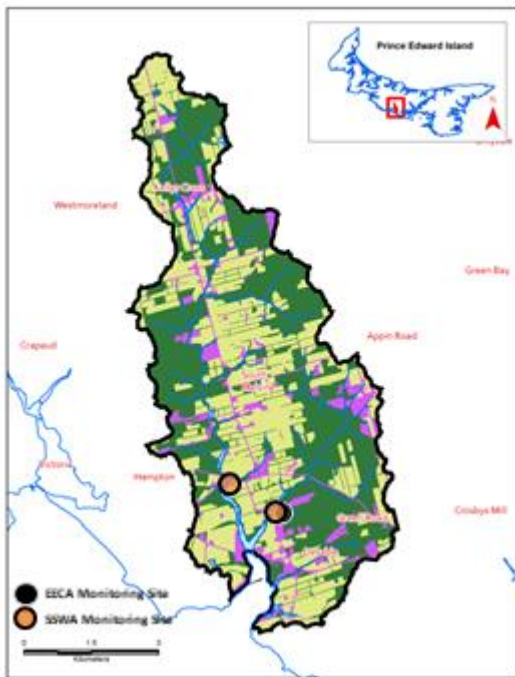 Prince Edward Island
N
Westmoreland
Green Bay
Appin Road
Crapaud
Victoria
Hampton
Crosbys Mill
EECA Monitoring Site
SSWA Monitoring Site
Kilometers